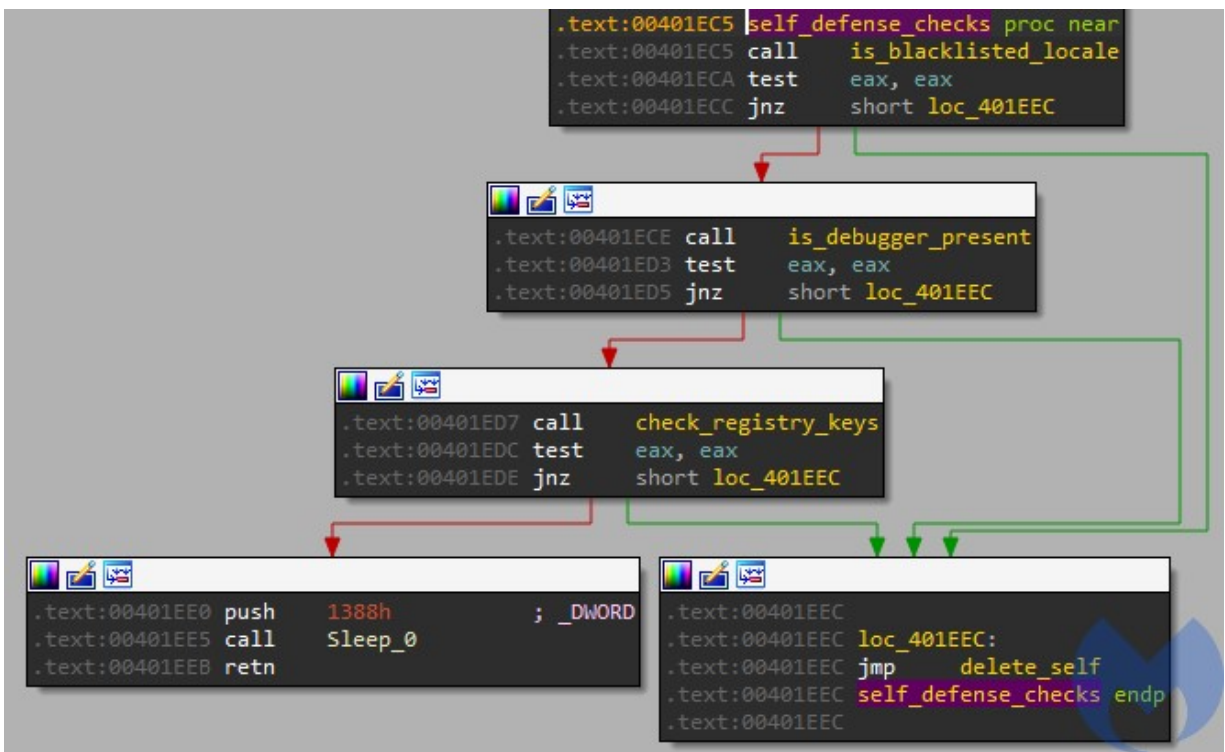 .text:00401EC5 self_defense_checks proc near
.text:00401EC5 call is_blacklisted_locale
.text:00401ECA test eax, eax
.text:00401ECC jnz short loc_401EEC
.text:00401ECE call is_debugger_present
.text:00401ED3 test eax, eax
.text:00401ED5 jnz short loc_401EEC
.text:00401ED7 call check_registry_keys
.text:00401EDC test eax, eax
.text:00401EDE jnz short loc_401EEC
.text:00401EE0 push 1388h ; _DWORD
.text:00401EE5 call Sleep_0
.text:00401EEB retn
.text:00401EEC
.text:00401EEC loc_401EEC:
.text:00401EEC jmp delete_self
.text:00401EEC self_defense_checks endp
.text:00401EEC